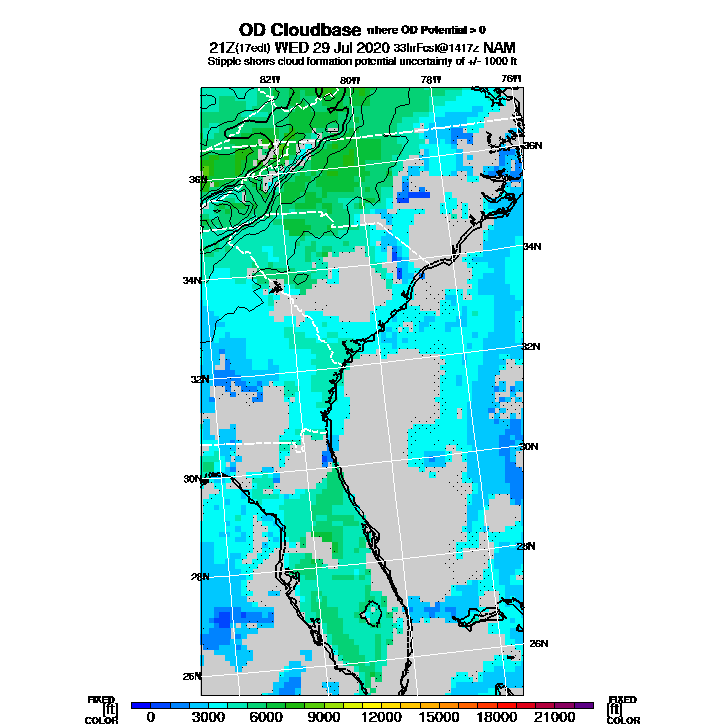 OD Cloudbase where OD Potential > 0
21Z(17edt) WED 29 Jul 2020 33hrFcst@1417z NAM
Stipple shows cloud formation potential uncertainty of +/- 1000 ft
82W 80W 78W 76W
36N
36N
34N
34N
32N
32N
30N
30N
28N
28N
26N
26N
FIXED FIXED
[ft] [ft]
COLOR 0 3000 6000 9000 12000 15000 18000 21000 COLOR